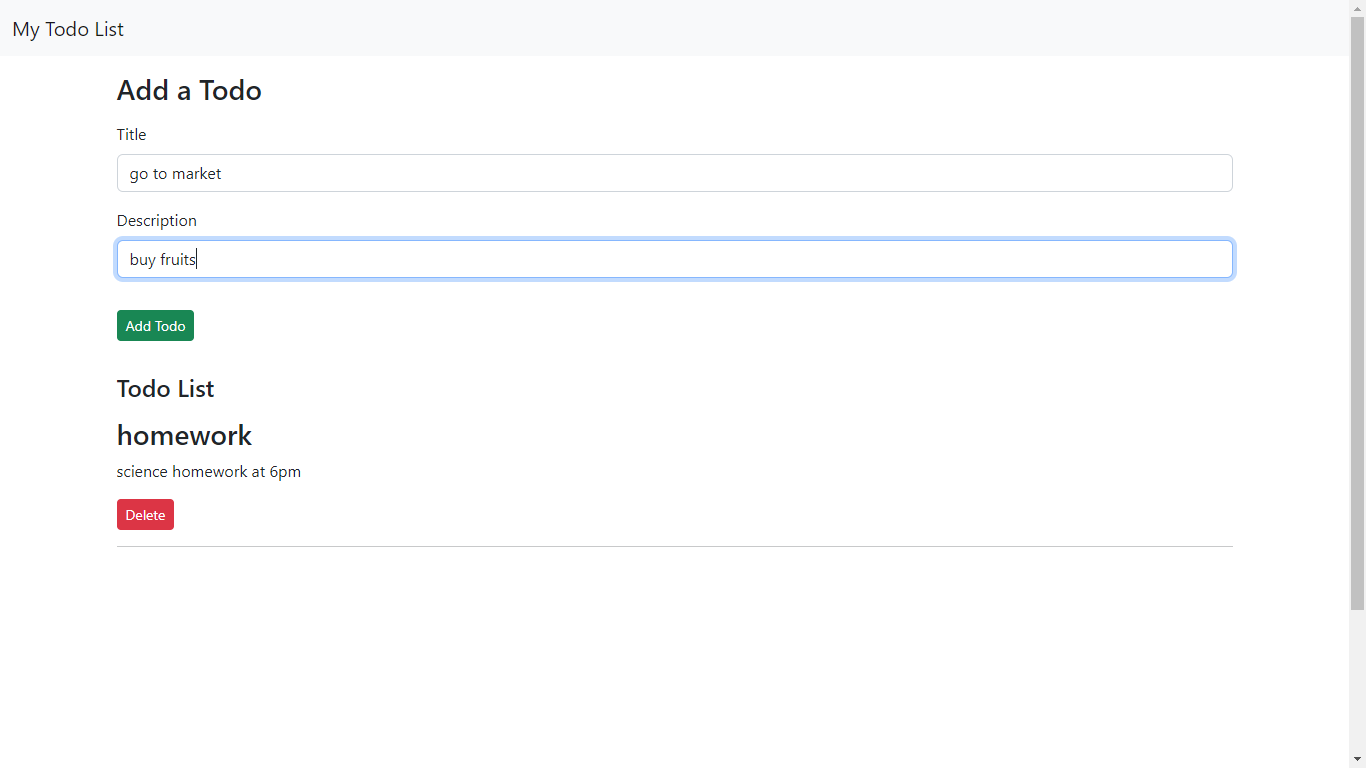 My Todo List
Add a Todo
Title
go to market
Description
buy fruits
Add Todo
Todo List
homework
science homework at 6pm
Delete